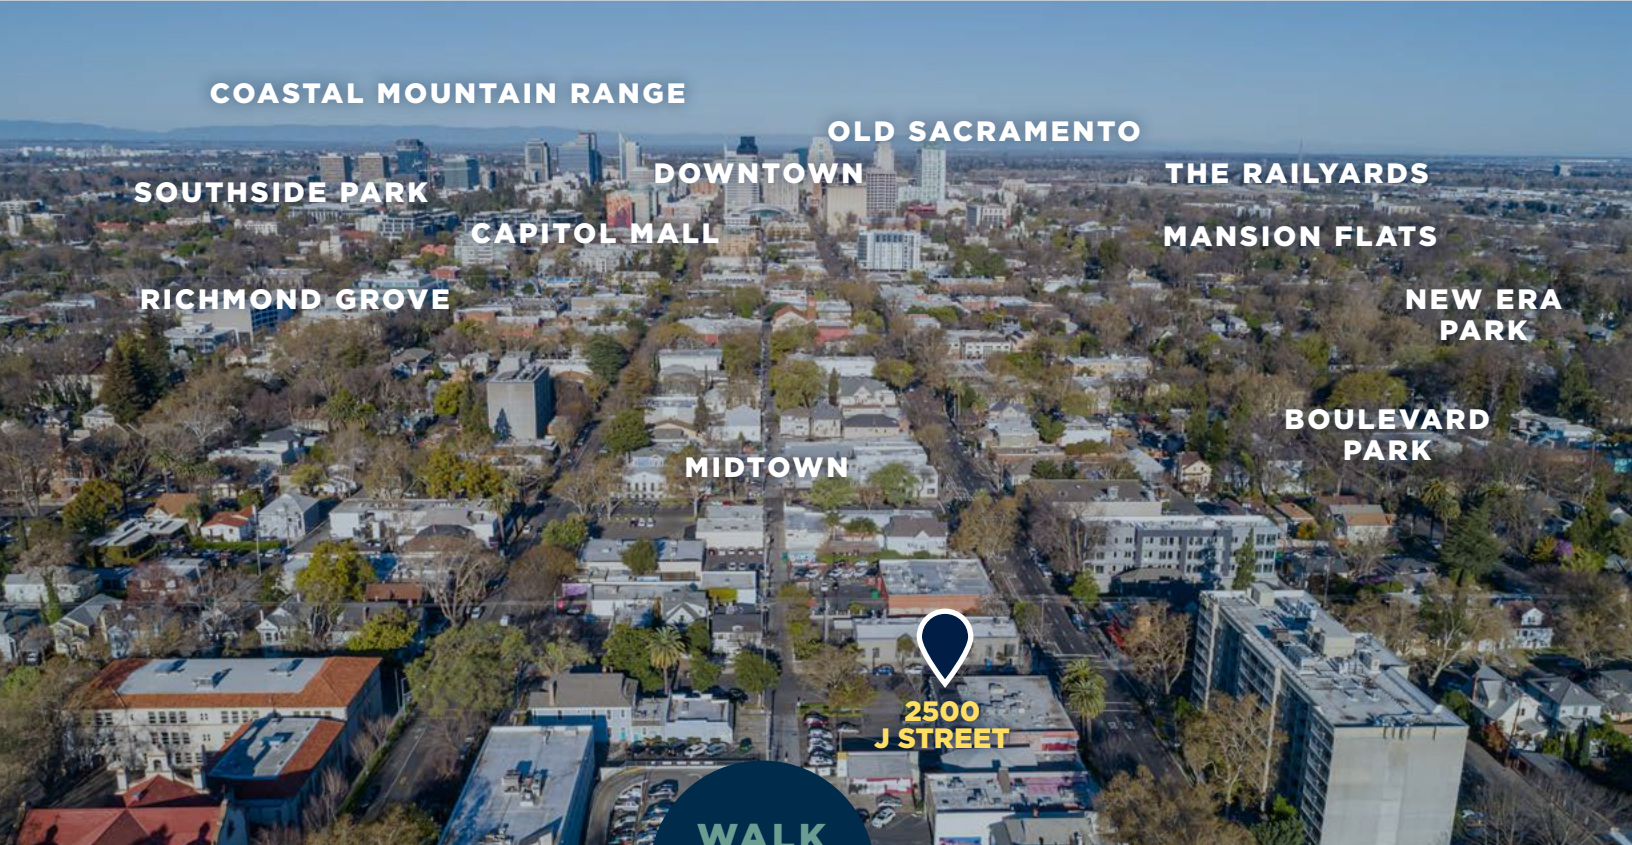 COASTAL MOUNTAIN RANGE
OLD SACRAMENTO
DOWNTOWN
THE RAILYARDS
SOUTHSIDE PARK
CAPITOL MALL
MANSION FLATS
RICHMOND GROVE
NEW ERA
PARK
BOULEVARD
PARK
MIDTOWN
2500
J STREET
WALK